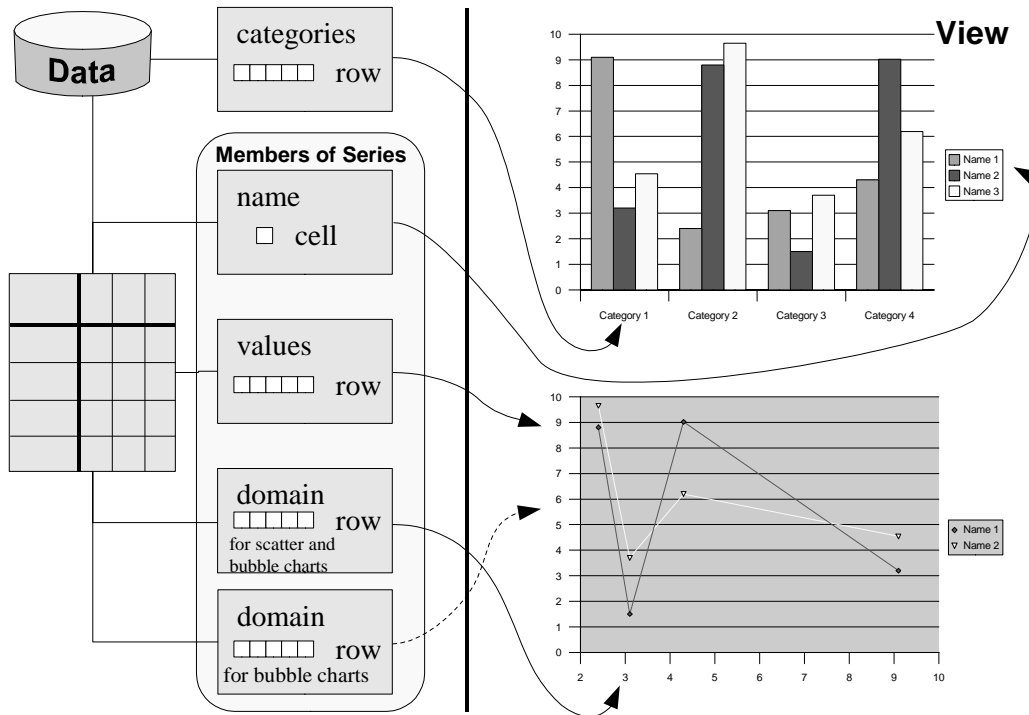 Data
categories
row
Members of Series
name
cell
values
row
domain
row
for scatter and
bubble charts
domain
row
for bubble charts
View
10
9
8
7
6
5
4
3
2
1
0
Category 1 Category 2 Category 3 Category 4
Name 1
Name 2
Name 3
10
9
8
7
6
5
4
3
2
1
0
2 3 4 5 6 7 8 9 10
Name 1
Name 2